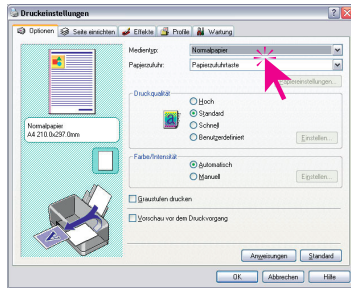 Druckeinstellungen
Optionen Seite einrichten Effekte Profile Wartung
Medientyp: Normalpapier
Papierzufuhr: Papierzufuhrtaste
Papiereinstellungen...
Druckqualität
Hoch
Standard
Schnell
Benutzerdefiniert Einstellen...
Normalpapier
A4 210.0x297.0mm
Farbe/Intensität
Automatisch
Manuell Einstellen...
Graustufen drucken
Vorschau vor dem Druckvorgang
Anweisungen Standard
OK Abbrechen Hilfe